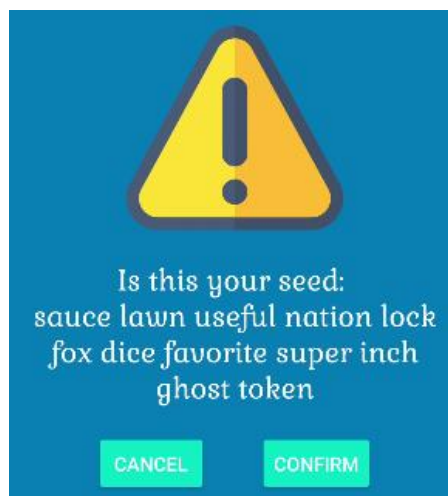 Is this your seed:
sauce lawn useful nation lock
fox dice favorite super inch
ghost token
CANCEL CONFIRM